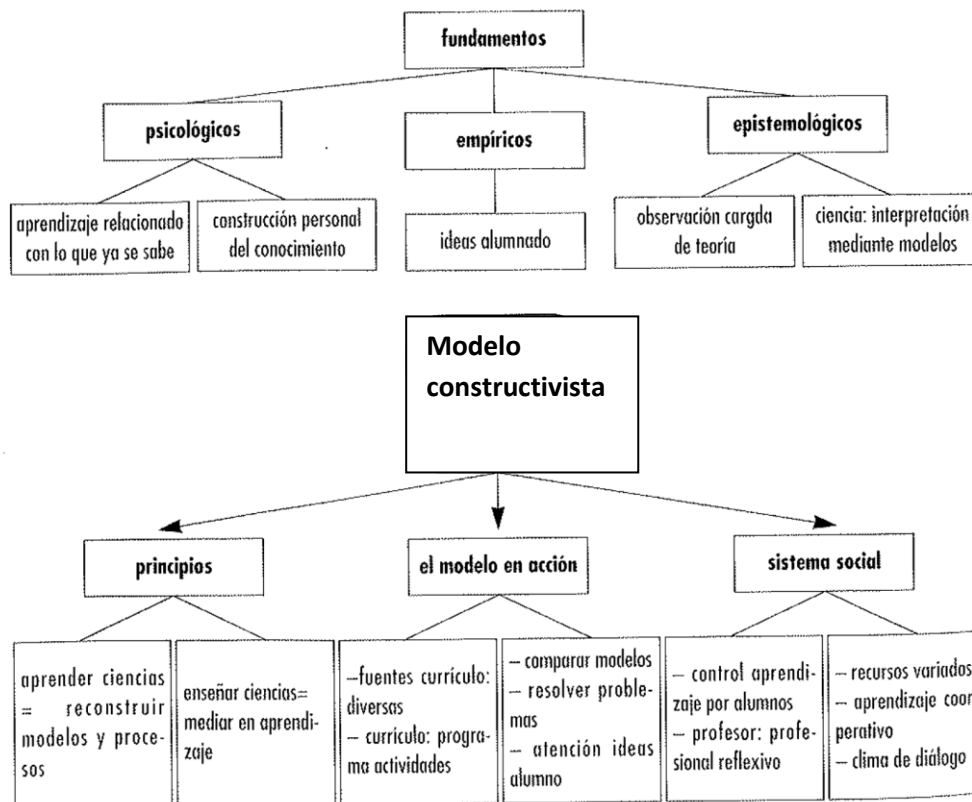 fundamentos
psicológicos
empíricos
epistemológicos
aprendizaje relacionado
con lo que ya se sabe
construcción personal
del conocimiento
ideas alumnado
observación cargda
de teoría
ciencia: interpretación
mediante modelos
Modelo
constructivista
principios
el modelo en acción
sistema social
aprender ciencias
= reconstruir
modelos y proce-
sos
enseñar ciencias=
mediar en aprendi-
zaje
–fuentes currículo:
diversas
– currículo: progra-
ma actividades
– comparar modelos
– resolver proble-
mas
– atención ideas
alumno
– control aprendi-
zaje por alumnos
– profesor: profe-
sional reflexivo
– recursos variados
– aprendizaje coor
perativo
– clima de diálogo